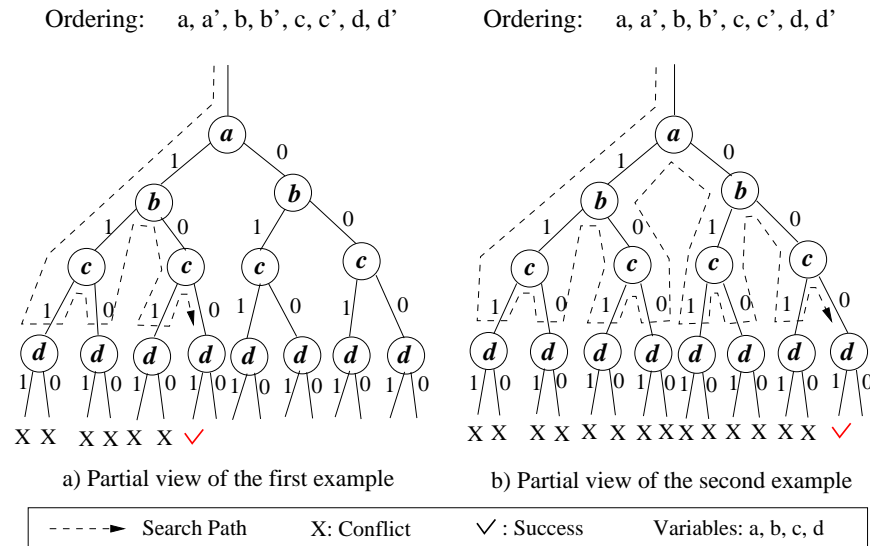 Ordering: a, a’, b, b’, c, c’, d, d’
Ordering: a, a’, b, b’, c, c’, d, d’
a
a
1 0
1 0
b b
b b
1 0 1 0
1 0 1 0
c c c c
c c c c
1 0 1 0 1 0 1 0
1 0 1 0 1 0 1 0
d d d d d d d d
d d d d d d d d
1 0 1 0 1 0 1 0 1 0 1 0 1 0 1 0
1 0 1 0 1 0 1 0 1 0 1 0 1 0 1 0
X X X X X X
X X X X X X X X X X X X X X
a) Partial view of the first example
b) Partial view of the second example
Search Path X: Conflict : Success Variables: a, b, c, d